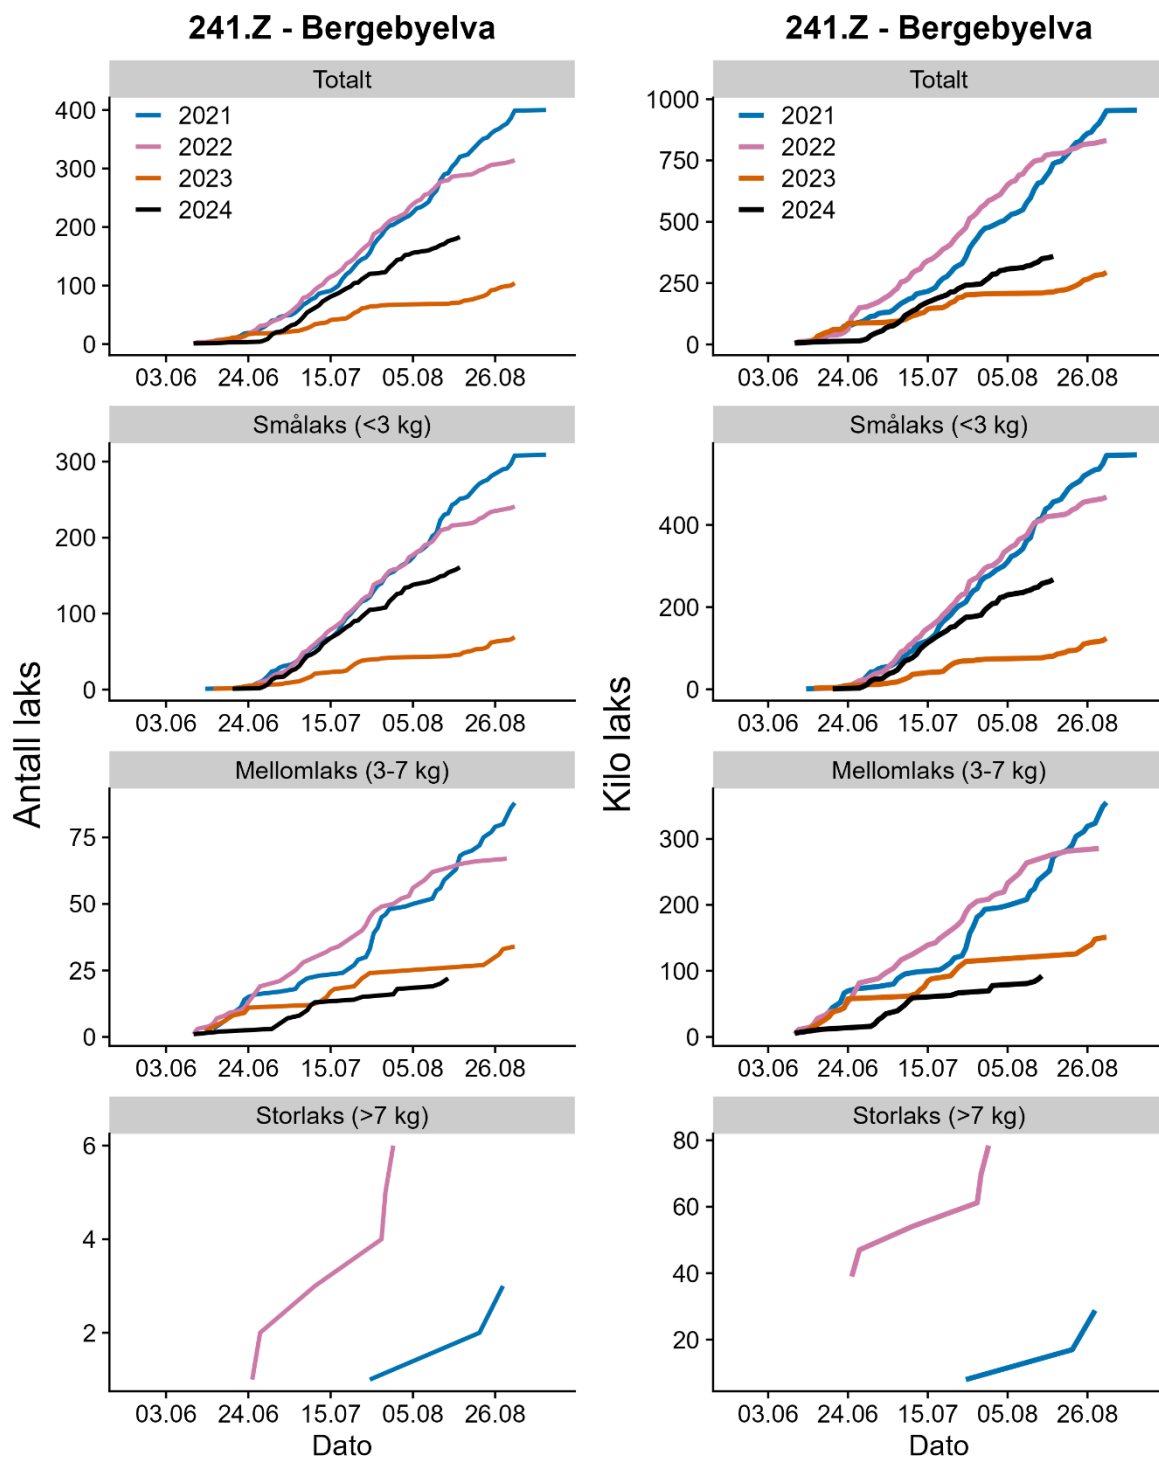 241.Z - Bergebyelva
Totalt
400
300
200
100
0
2021
2022
2023
2024
03.06 24.06 15.07 05.08 26.08
Smålaks (<3 kg)
300
200
100
0
03.06 24.06 15.07 05.08 26.08
Mellomlaks (3-7 kg)
75
50
25
0
03.06 24.06 15.07 05.08 26.08
Storlaks (>7 kg)
6
4
2
03.06 24.06 15.07 05.08 26.08
Dato
Antall laks
241.Z - Bergebyelva
Totalt
1000
750
500
250
0
2021
2022
2023
2024
03.06 24.06 15.07 05.08 26.08
Smålaks (<3 kg)
400
200
0
03.06 24.06 15.07 05.08 26.08
Mellomlaks (3-7 kg)
300
200
100
0
03.06 24.06 15.07 05.08 26.08
Storlaks (>7 kg)
80
60
40
20
03.06 24.06 15.07 05.08 26.08
Dato
Kilo laks